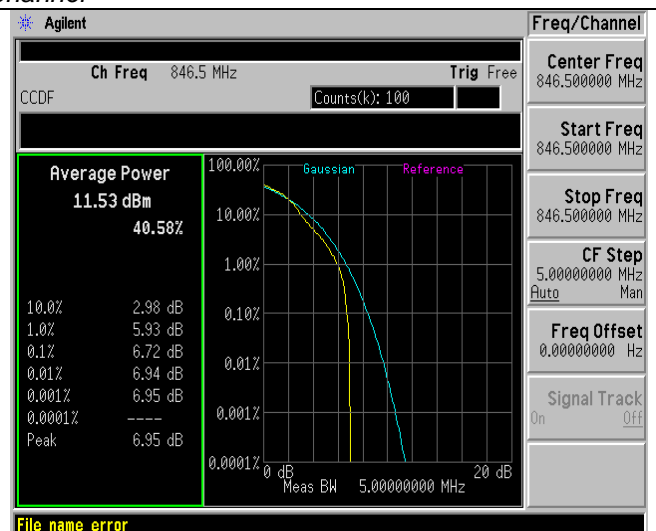 Agilent
Freq/Channel
Ch Freq 846.5 MHz Trig Free
CCDF Counts(k): 100
Center Freq
846.500000 MHz
Start Freq
846.500000 MHz
Stop Freq
846.500000 MHz
CF Step
5.00000000 MHz
Auto Man
Freq Offset
0.00000000 Hz
Signal Track
On Off
Average Power
11.53 dBm
40.58%
10.0% 2.98 dB
1.0% 5.93 dB
0.1% 6.72 dB
0.01% 6.94 dB
0.001% 6.95 dB
0.0001% ----
Peak 6.95 dB
Gaussian Reference
100.00%
10.00%
1.00%
0.10%
0.01%
0.001%
0.0001%
0 dB 20 dB
Meas BW 5.00000000 MHz
File name error